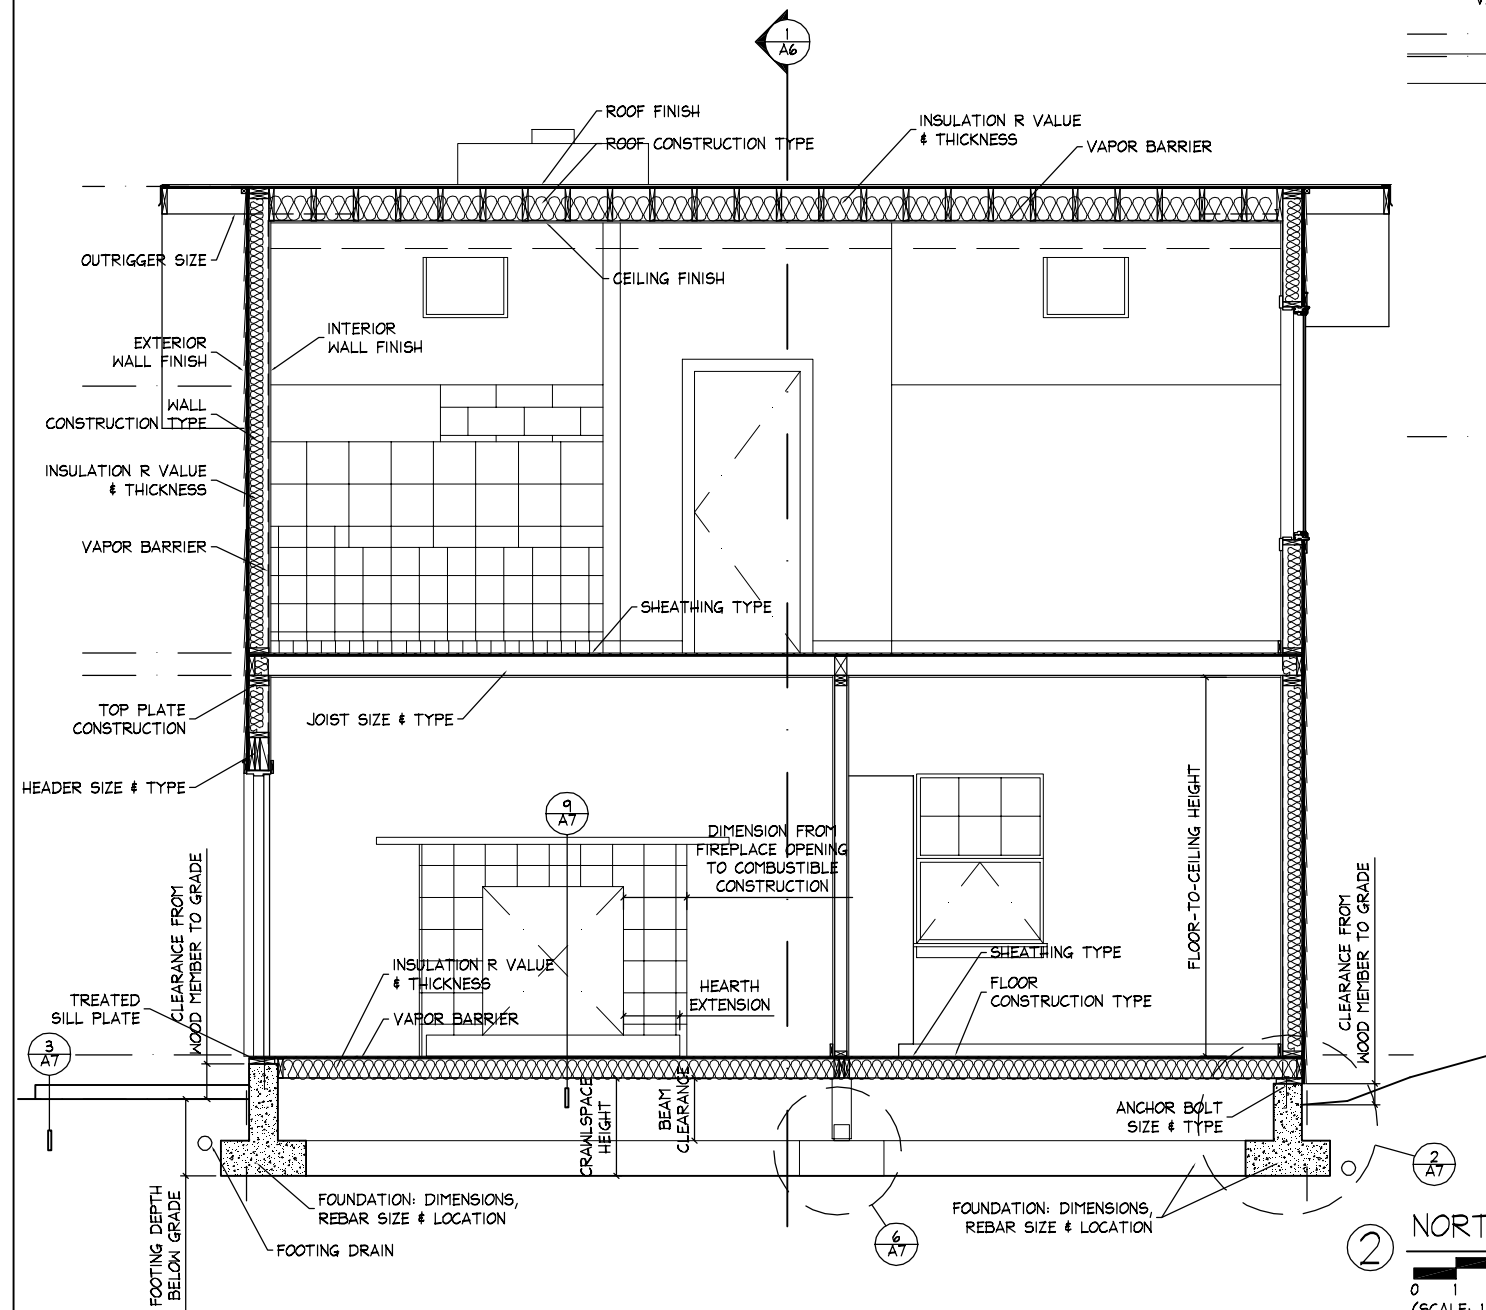 1
A6
ROOF FINISH
ROOF CONSTRUCTION TYPE
INSULATION R VALUE
& THICKNESS
VAPOR BARRIER
OUTRIGGER SIZE
CEILING FINISH
EXTERIOR
WALL FINISH
INTERIOR
WALL FINISH
WALL
CONSTRUCTION TYPE
INSULATION R VALUE
& THICKNESS
VAPOR BARRIER
SHEATHING TYPE
TOP PLATE
CONSTRUCTION
JOIST SIZE & TYPE
HEADER SIZE & TYPE
9
A7
DIMENSION FROM
FIREPLACE OPENING
TO COMBUSTIBLE
CONSTRUCTION
FLOOR-TO-CEILING HEIGHT
CLEARANCE FROM
WOOD MEMBER TO GRADE
CLEARANCE FROM
WOOD MEMBER TO GRADE
INSULATION R VALUE
& THICKNESS
VAPOR BARRIER
HEARTH
EXTENSION
SHEATHING TYPE
FLOOR
CONSTRUCTION TYPE
TREATED
SILL PLATE
3
A7
CRAWLSPACE
HEIGHT
BEAM
CLEARANCE
ANCHOR BOLT
SIZE & TYPE
2
A7
FOUNDATION: DIMENSIONS,
REBAR SIZE & LOCATION
FOUNDATION: DIMENSIONS,
REBAR SIZE & LOCATION
FOOTING DRAIN
FOOTING DEPTH
BELOW GRADE
6
A7
2
NORT
0 1
(SCALE: 1